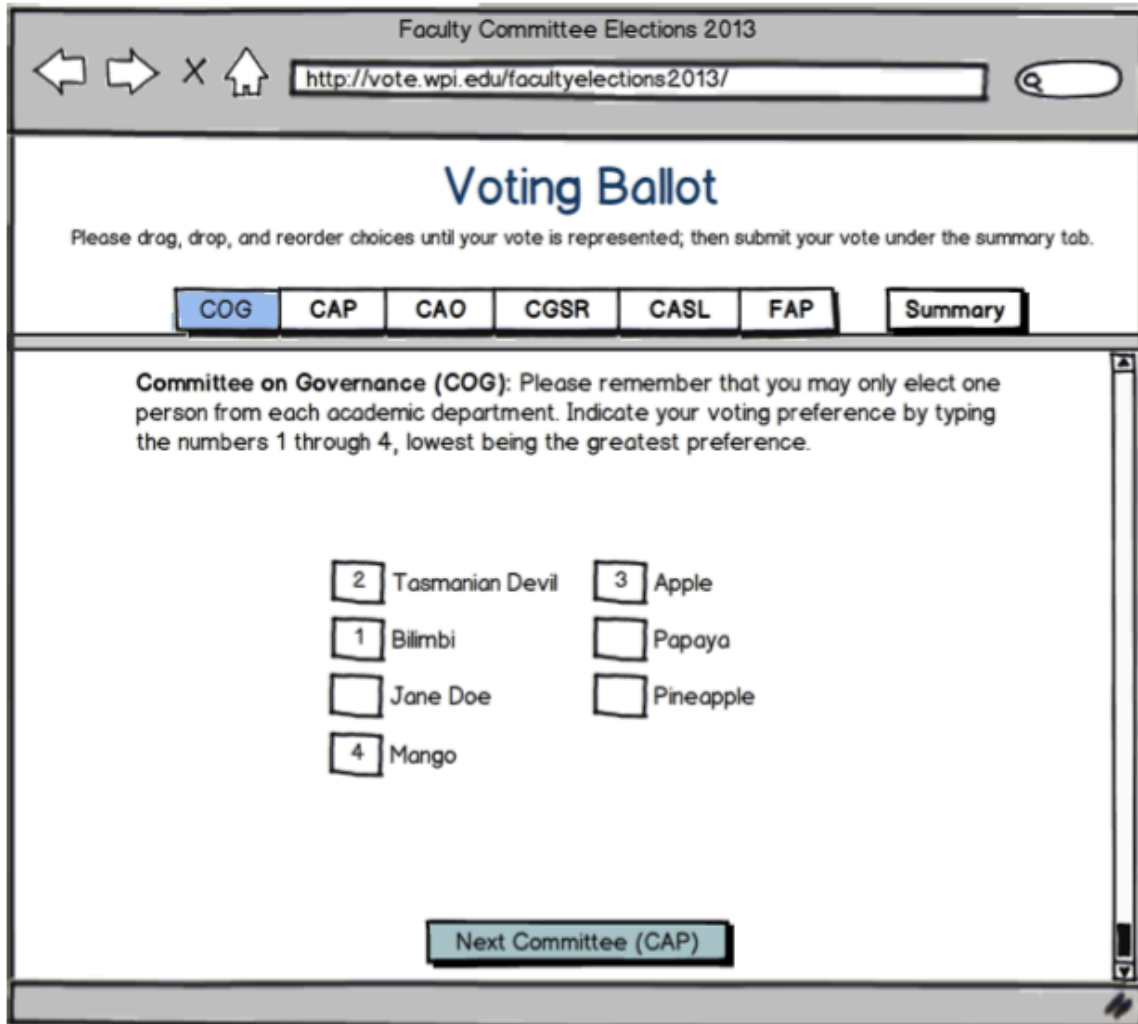 Faculty Committee Elections 2013
X
http://vote.wpi.edu/facultyelections2013/
Voting Ballot
Please drag, drop, and reorder choices until your vote is represented; then submit your vote under the summary tab.
COG CAP CAO CGSR CASL FAP Summary
Committee on Governance (COG): Please remember that you may only elect one
person from each academic department. Indicate your voting preference by typing
the numbers 1 through 4, lowest being the greatest preference.
2 Tasmanian Devil 3 Apple
1 Bilimbi Papaya
Jane Doe Pineapple
4 Mango
Next Committee (CAP)